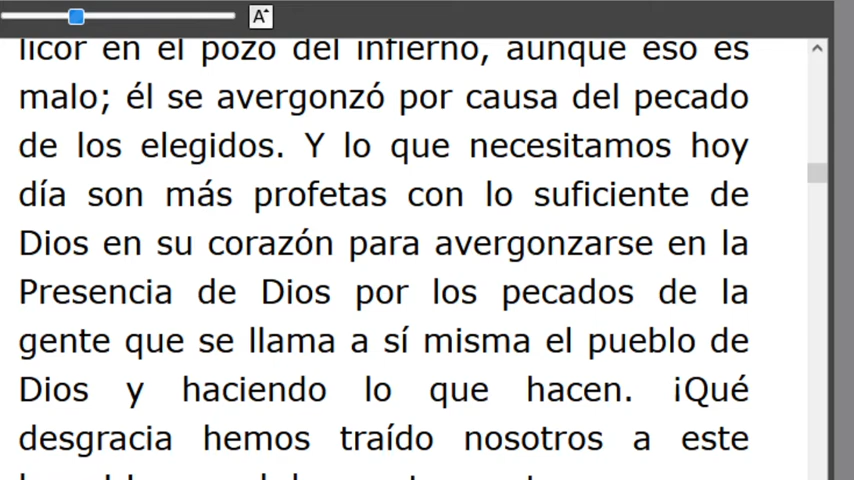 A
licor en el pozo del infierno, aunque eso es
malo; él se avergonzó por causa del pecado
de los elegidos. Y lo que necesitamos hoy
día son más profetas con lo suficiente de
Dios en su corazón para avergonzarse en la
Presencia de Dios por los pecados de la
gente que se llama a sí misma el pueblo de
Dios y haciendo lo que hacen. ¡Qué
desgracia hemos traído nosotros a este